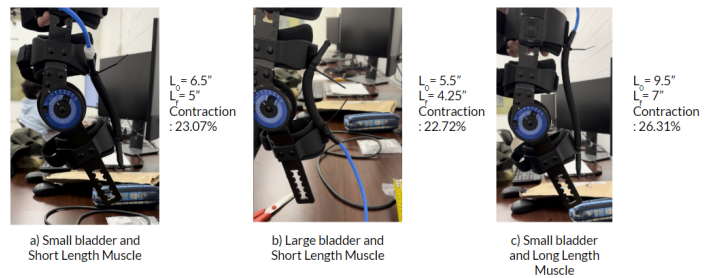 L₀= 6.5”
Lf= 5”
Contraction
: 23.07%
L₀= 5.5”
Lf= 4.25”
Contraction
: 22.72%
L₀= 9.5”
Lf= 7”
Contraction
: 26.31%
a) Small bladder and
Short Length Muscle
b) Large bladder and
Short Length Muscle
c) Small bladder
and Long Length
Muscle